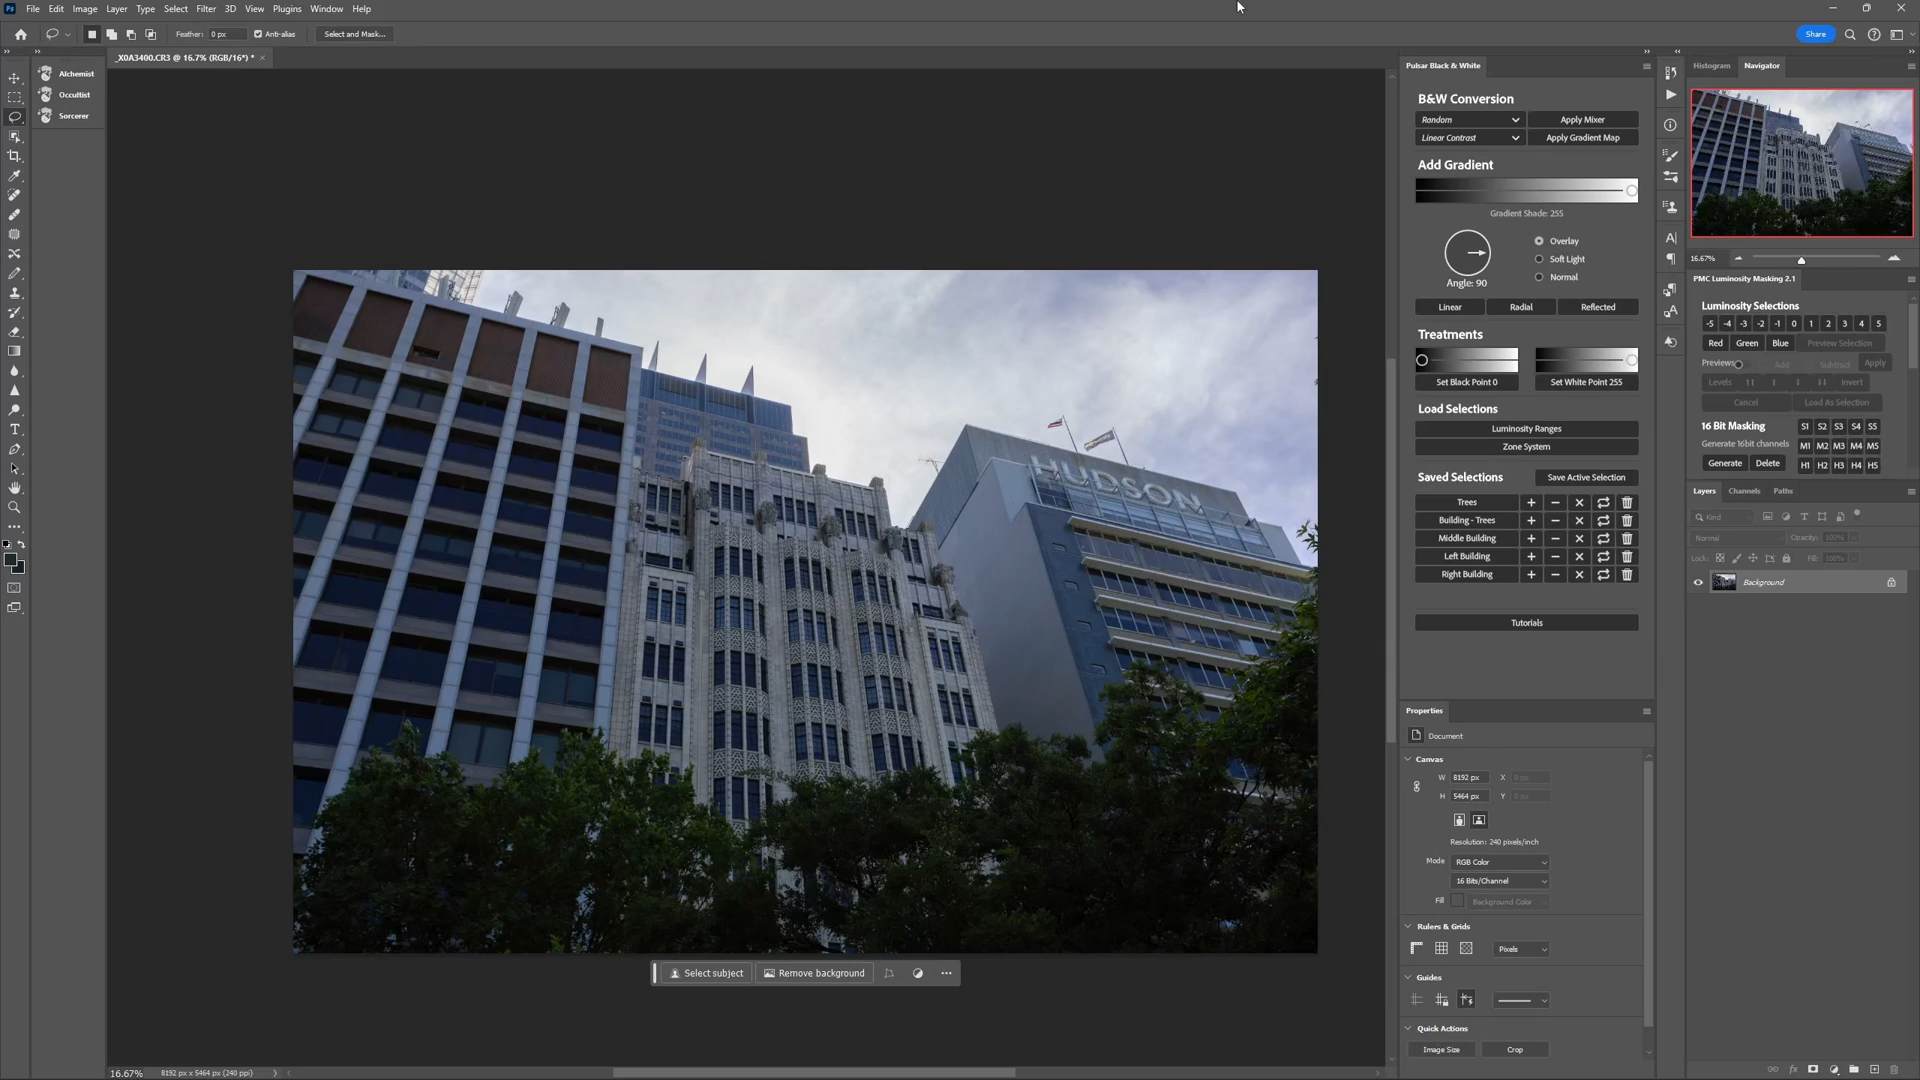 Ps File Edit Image Layer Type Select Filter 3D View Plugins Window Help
Feather: 0 px Anti-alias Select and Mask... Share
_X0A3400.CR3 @ 16.7% (RGB/16*) *
Alchemist
Occultist
Sorcerer
HUDSON
Select subject Remove background
16.67% 8192 px x 5464 px (240 ppi)
Pulsar Black & White
B&W Conversion
Random Apply Mixer
Linear Contrast Apply Gradient Map
Add Gradient
Gradient Shade: 255
Overlay
Soft Light
Normal
Angle: 90
Linear Radial Reflected
Treatments
Set Black Point 0 Set White Point 255
Load Selections
Luminosity Ranges
Zone System
Saved Selections Save Active Selection
Trees
Building - Trees
Middle Building
Left Building
Right Building
Tutorials
Properties
Document
Canvas
W 8192 px X 0 px
H 5464 px Y 0 px
Resolution: 240 pixels/inch
Mode RGB Color
16 Bits/Channel
Fill Background Color
Rulers & Grids
Pixels
Guides
Quick Actions
Image Size Crop
Histogram Navigator
16.67%
PMC Luminosity Masking 2.1
Luminosity Selections
-5 -4 -3 -2 -1 0 1 2 3 4 5
Red Green Blue Preview Selection
Previews Add Subtract Apply
Levels Invert
Cancel Load As Selection
16 Bit Masking S1 S2 S3 S4 S5
Generate 16bit channels M1 M2 M3 M4 M5
Generate Delete H1 H2 H3 H4 H5
Layers Channels Paths
Kind
Normal Opacity: 100%
Lock: Fill: 100%
Background